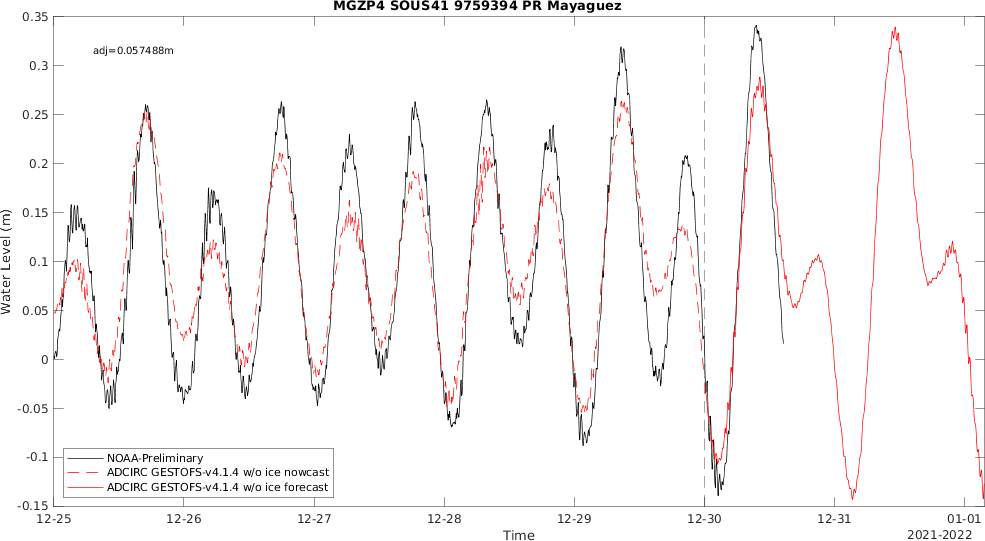 MGZP4 SOUS41 9759394 PR Mayaguez
adj=0.057488m
0.35
0.3
0.25
0.2
0.15
0.1
0.05
0
-0.05
-0.1
-0.15
Water Level (m)
NOAA-Preliminary
ADCIRC GESTOFS-v4.1.4 w/o ice nowcast
ADCIRC GESTOFS-v4.1.4 w/o ice forecast
12-25 12-26 12-27 12-28 12-29 12-30 12-31 01-01
Time
2021-2022